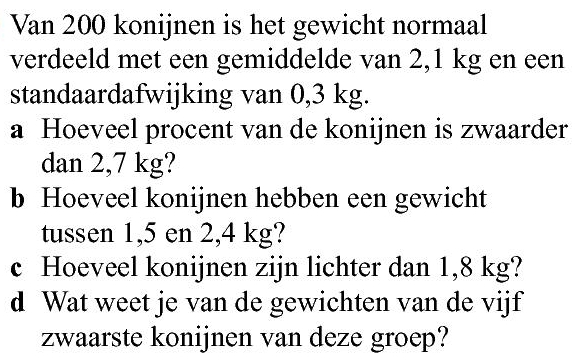 Van 200 konijnen is het gewicht normaal
verdeeld met een gemiddelde van 2,1 kg en een
standaardafwijking van 0,3 kg.
a Hoeveel procent van de konijnen is zwaarder
dan 2,7 kg?
b Hoeveel konijnen hebben een gewicht
tussen 1,5 en 2,4 kg?
c Hoeveel konijnen zijn lichter dan 1,8 kg?
d Wat weet je van de gewichten van de vijf
zwaarste konijnen van deze groep?